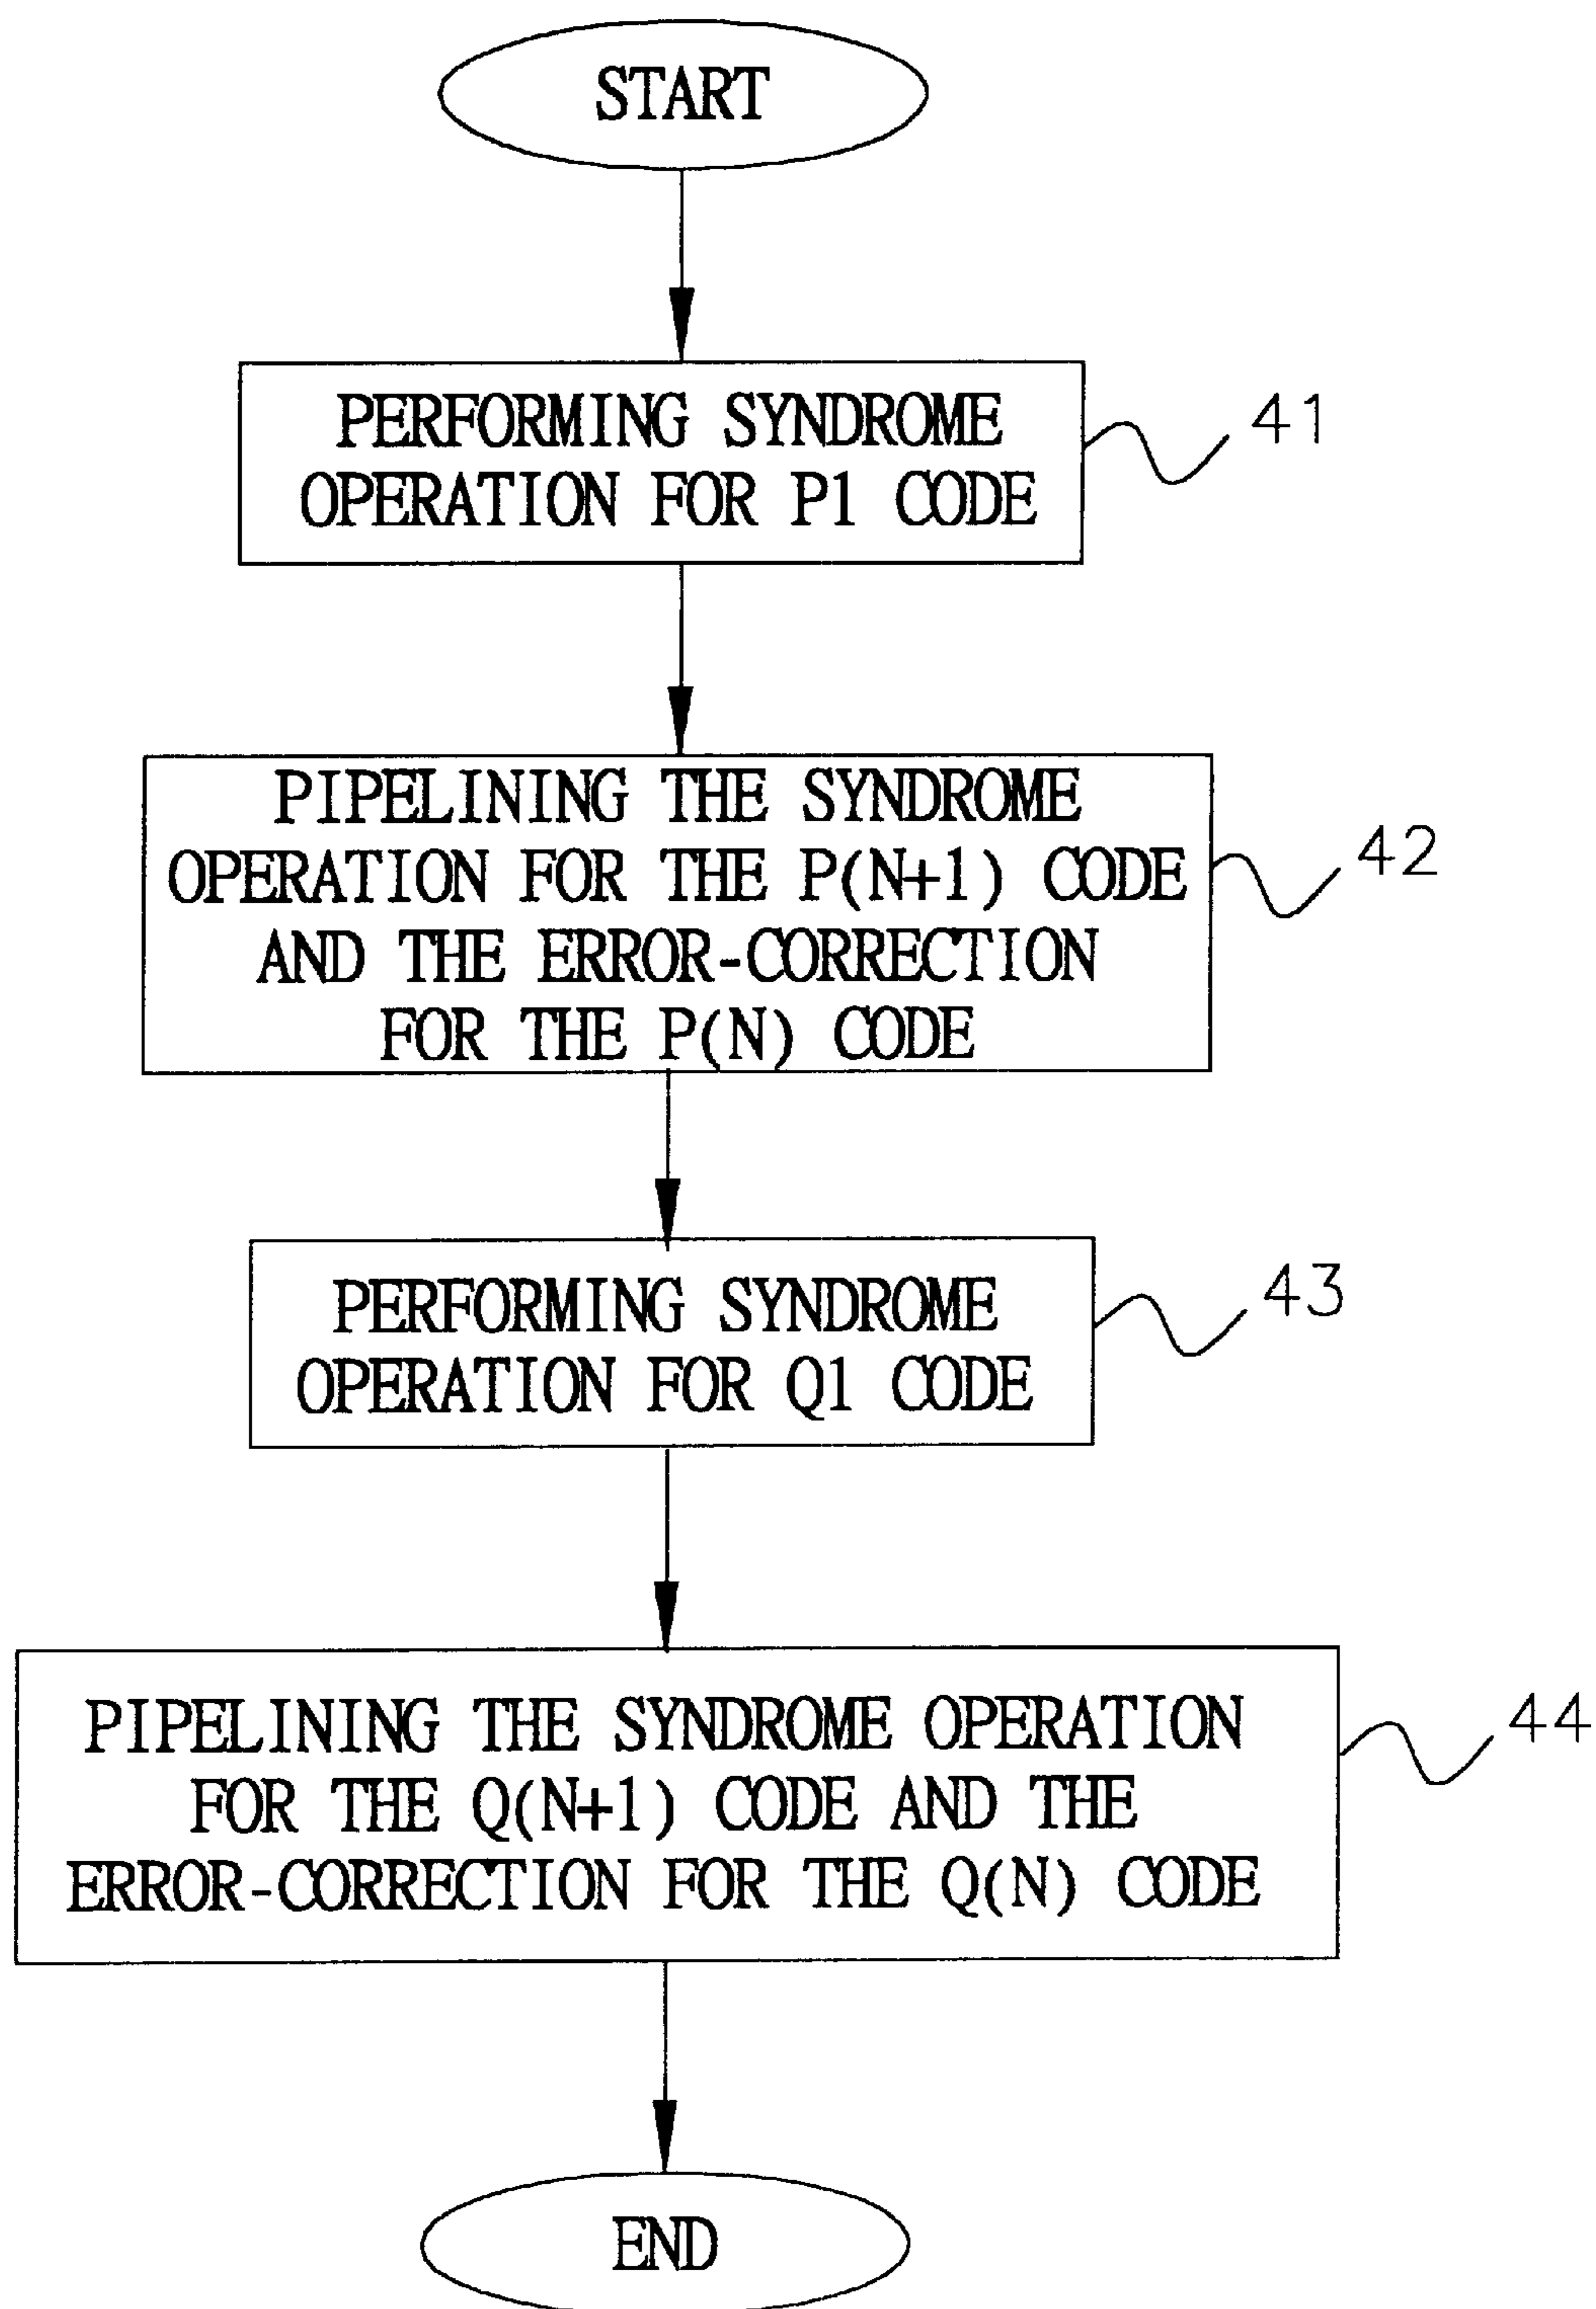 START
PERFORMING SYNDROME
OPERATION FOR P1 CODE
41
PIPELINING THE SYNDROME
OPERATION FOR THE P(N+1) CODE
AND THE ERROR-CORRECTION
FOR THE P(N) CODE
42
PERFORMING SYNDROME
OPERATION FOR Q1 CODE
43
PIPELINING THE SYNDROME OPERATION
FOR THE Q(N+1) CODE AND THE
ERROR-CORRECTION FOR THE Q(N) CODE
44
END